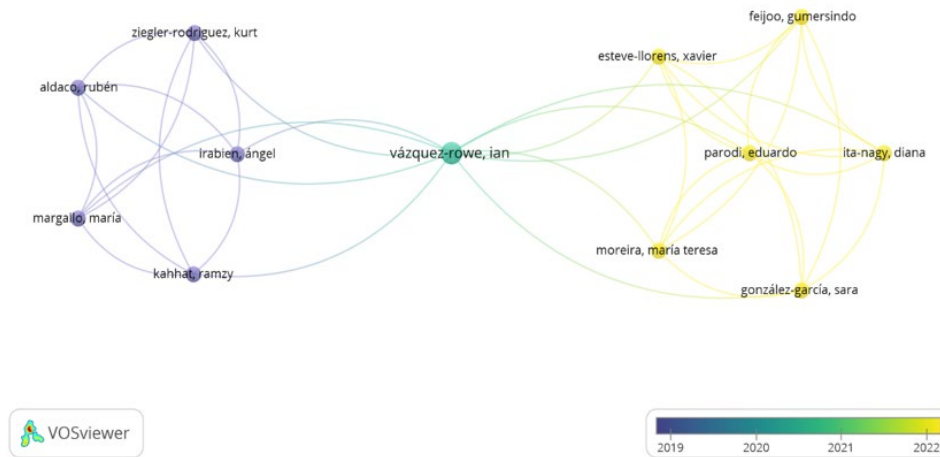 feijoo, gumersindo
ziegler-rodriguez, kurt
esteve-llorens, xavier
aldaco, rubén
irabien, ángel
vázquez-rowe, ian
parodi, eduardo
ita-nagy, diana
margallo, maría
moreira, maría teresa
kahhat, ramzy
gonzález-garcía, sara
VOSviewer
2019 2020 2021 2022